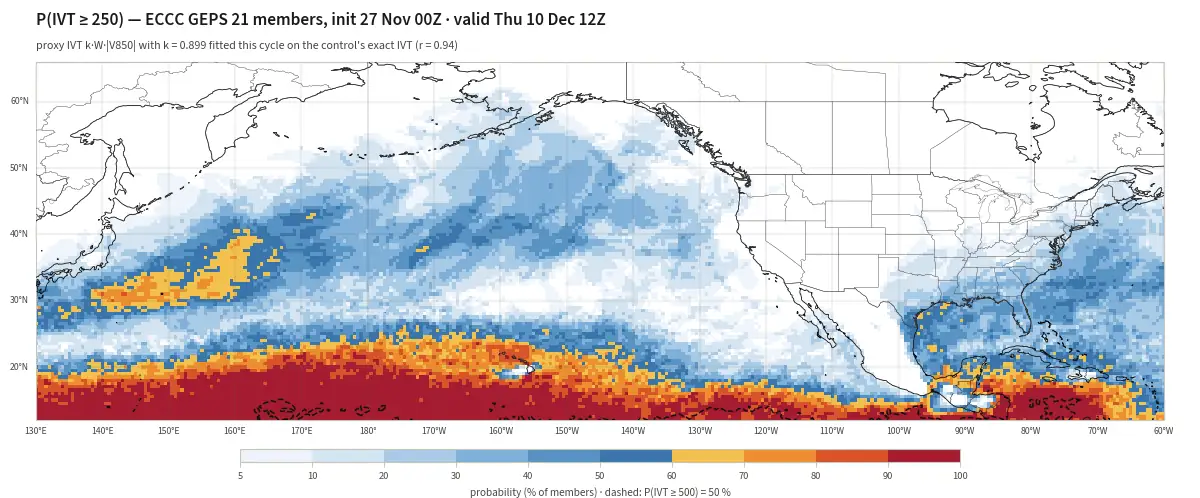 P(IVT ≥ 250) — ECCC GEPS 21 members, init 27 Nov 00Z · valid Thu 10 Dec 12Z
proxy IVT k·W·|V850| with k = 0.899 fitted this cycle on the control's exact IVT (r = 0.94)
60°N
50°N
40°N
30°N
20°N
130°E 140°E 150°E 160°E 170°E 180° 170°W 160°W 150°W 140°W 130°W 120°W 110°W 100°W 90°W 80°W 70°W 60°W
5 10 20 30 40 50 60 70 80 90 100
probability (% of members) · dashed: P(IVT ≥ 500) = 50 %